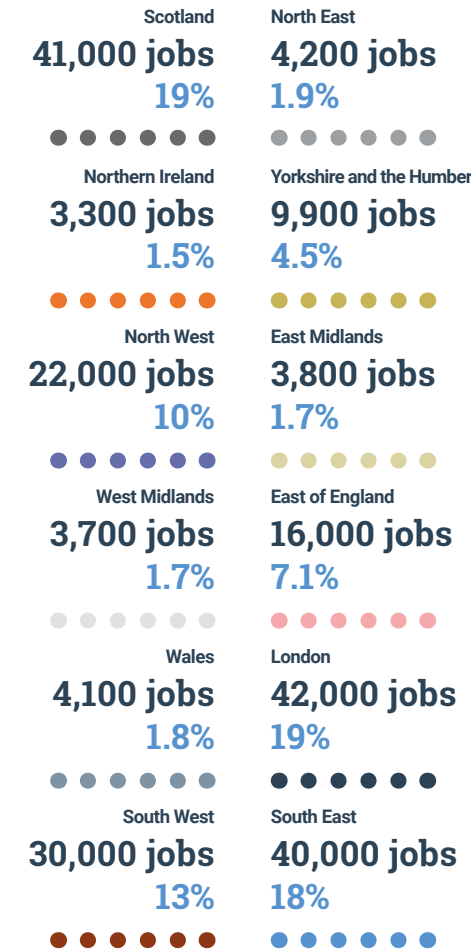 Scotland
41,000 jobs
19%
North East
4,200 jobs
1.9%
Northern Ireland
3,300 jobs
1.5%
Yorkshire and the Humber
9,900 jobs
4.5%
North West
22,000 jobs
10%
East Midlands
3,800 jobs
1.7%
West Midlands
3,700 jobs
1.7%
East of England
16,000 jobs
7.1%
Wales
4,100 jobs
1.8%
London
42,000 jobs
19%
South West
30,000 jobs
13%
South East
40,000 jobs
18%